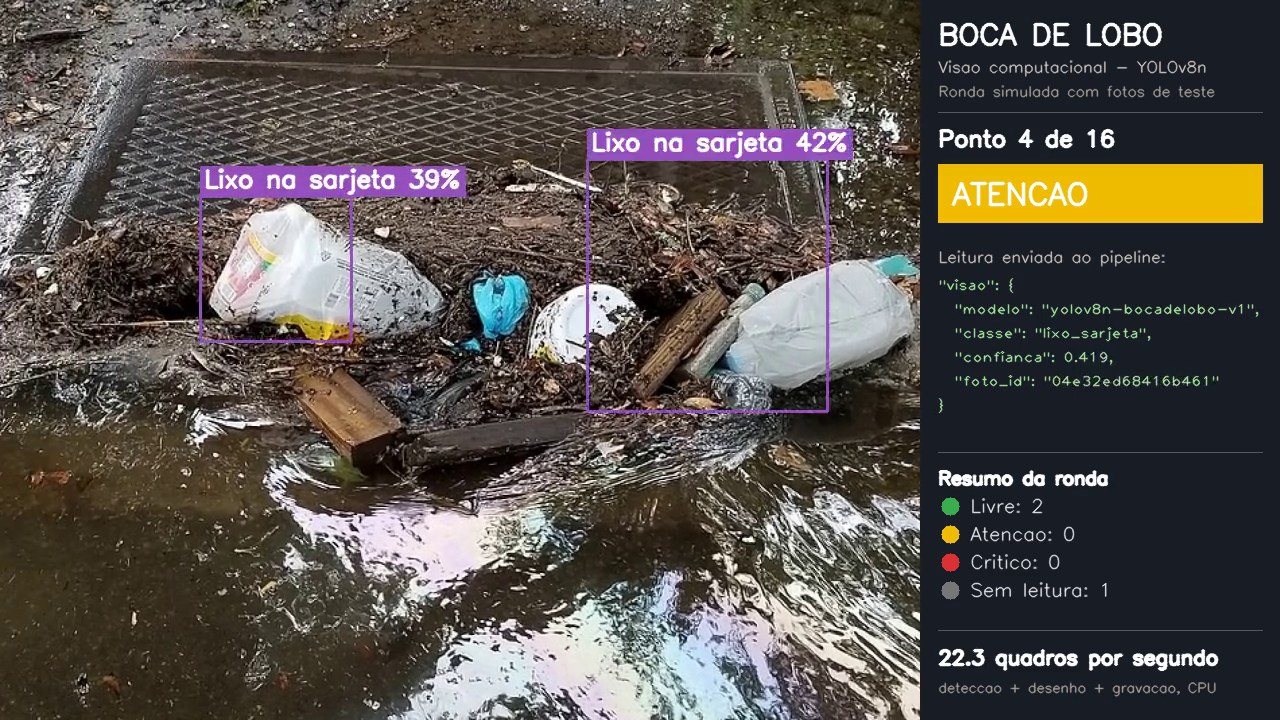 BOCA DE LOBO
Visao computacional - YOLOv8n
Ronda simulada com fotos de teste
Ponto 4 de 16
ATENCAO
Leitura enviada ao pipeline:
"visao": {
"modelo": "yolov8n-bocadelobo-v1",
"classe": "lixo_sarjeta",
"confianca": 0.419,
"foto_id": "04e32ed68416b461"
}
Resumo da ronda
Livre: 2
Atencao: 0
Critico: 0
Sem leitura: 1
22.3 quadros por segundo
deteccao + desenho + gravacao, CPU
Lixo na sarjeta 42%
Lixo na sarjeta 39%